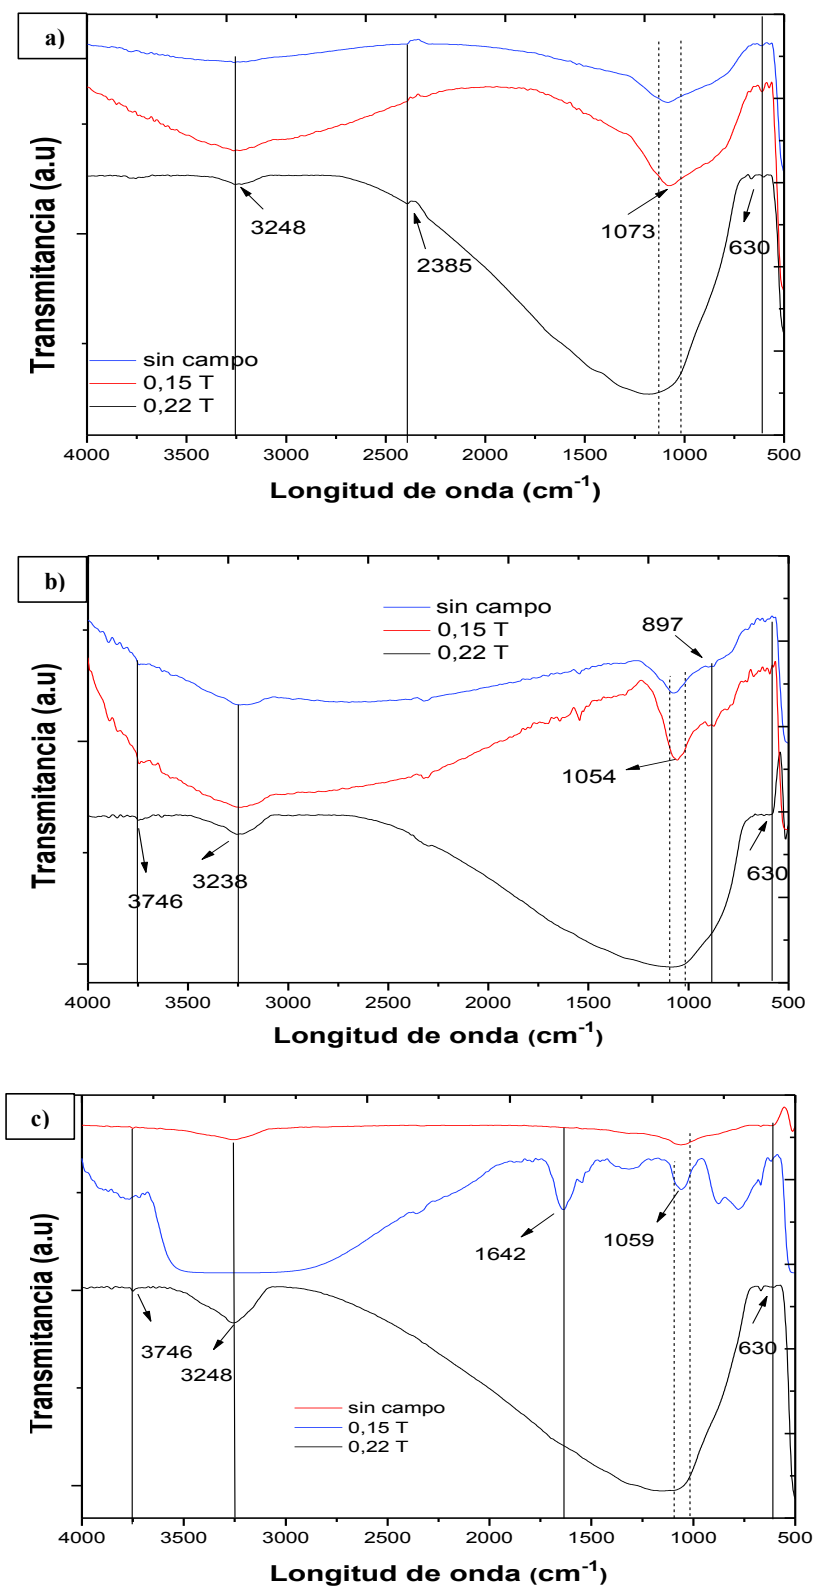 a)
Transmitancia (a.u)
3248
2385
1073
630
sin campo
0,15 T
0,22 T
4000 3500 3000 2500 2000 1500 1000 500
Longitud de onda (cm-1)
b)
Transmitancia (a.u)
sin campo
0,15 T
0,22 T
897
1054
3746
3238
630
4000 3500 3000 2500 2000 1500 1000 500
Longitud de onda (cm-1)
c)
Transmitancia (a.u)
1642
1059
3746
3248
630
sin campo
0,15 T
0,22 T
4000 3500 3000 2500 2000 1500 1000 500
Longitud de onda (cm-1)